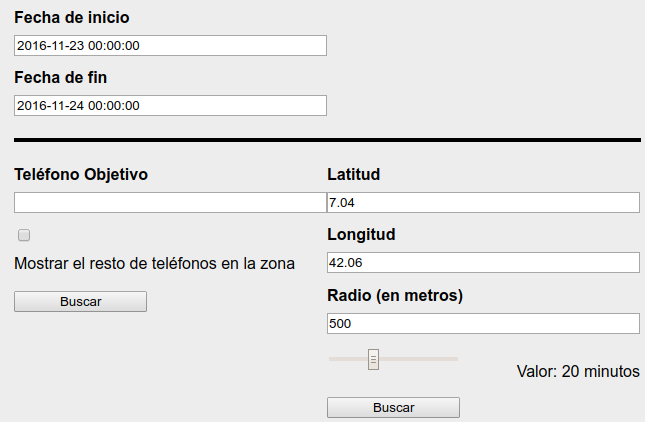 Fecha de inicio
2016-11-23 00:00:00
Fecha de fin
2016-11-24 00:00:00
Teléfono Objetivo
Mostrar el resto de teléfonos en la zona
Buscar
Latitud
7.04
Longitud
42.06
Radio (en metros)
500
Valor: 20 minutos
Buscar